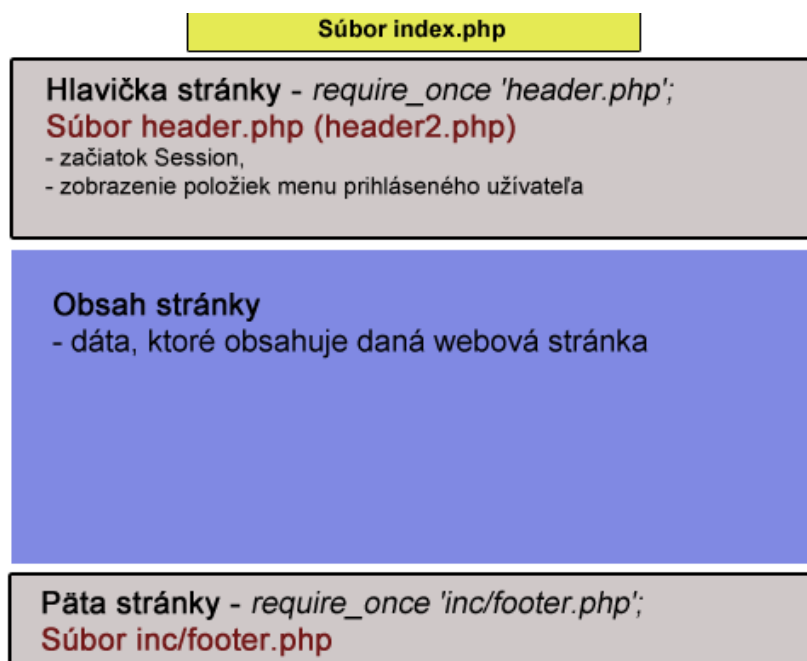 Súbor index.php
Hlavička stránky - require_once 'header.php';
Súbor header.php (header2.php)
- začiatok Session,
- zobrazenie položiek menu prihláseného užívateľa
Obsah stránky
- dáta, ktoré obsahuje daná webová stránka
Päta stránky - require_once 'inc/footer.php';
Súbor inc/footer.php